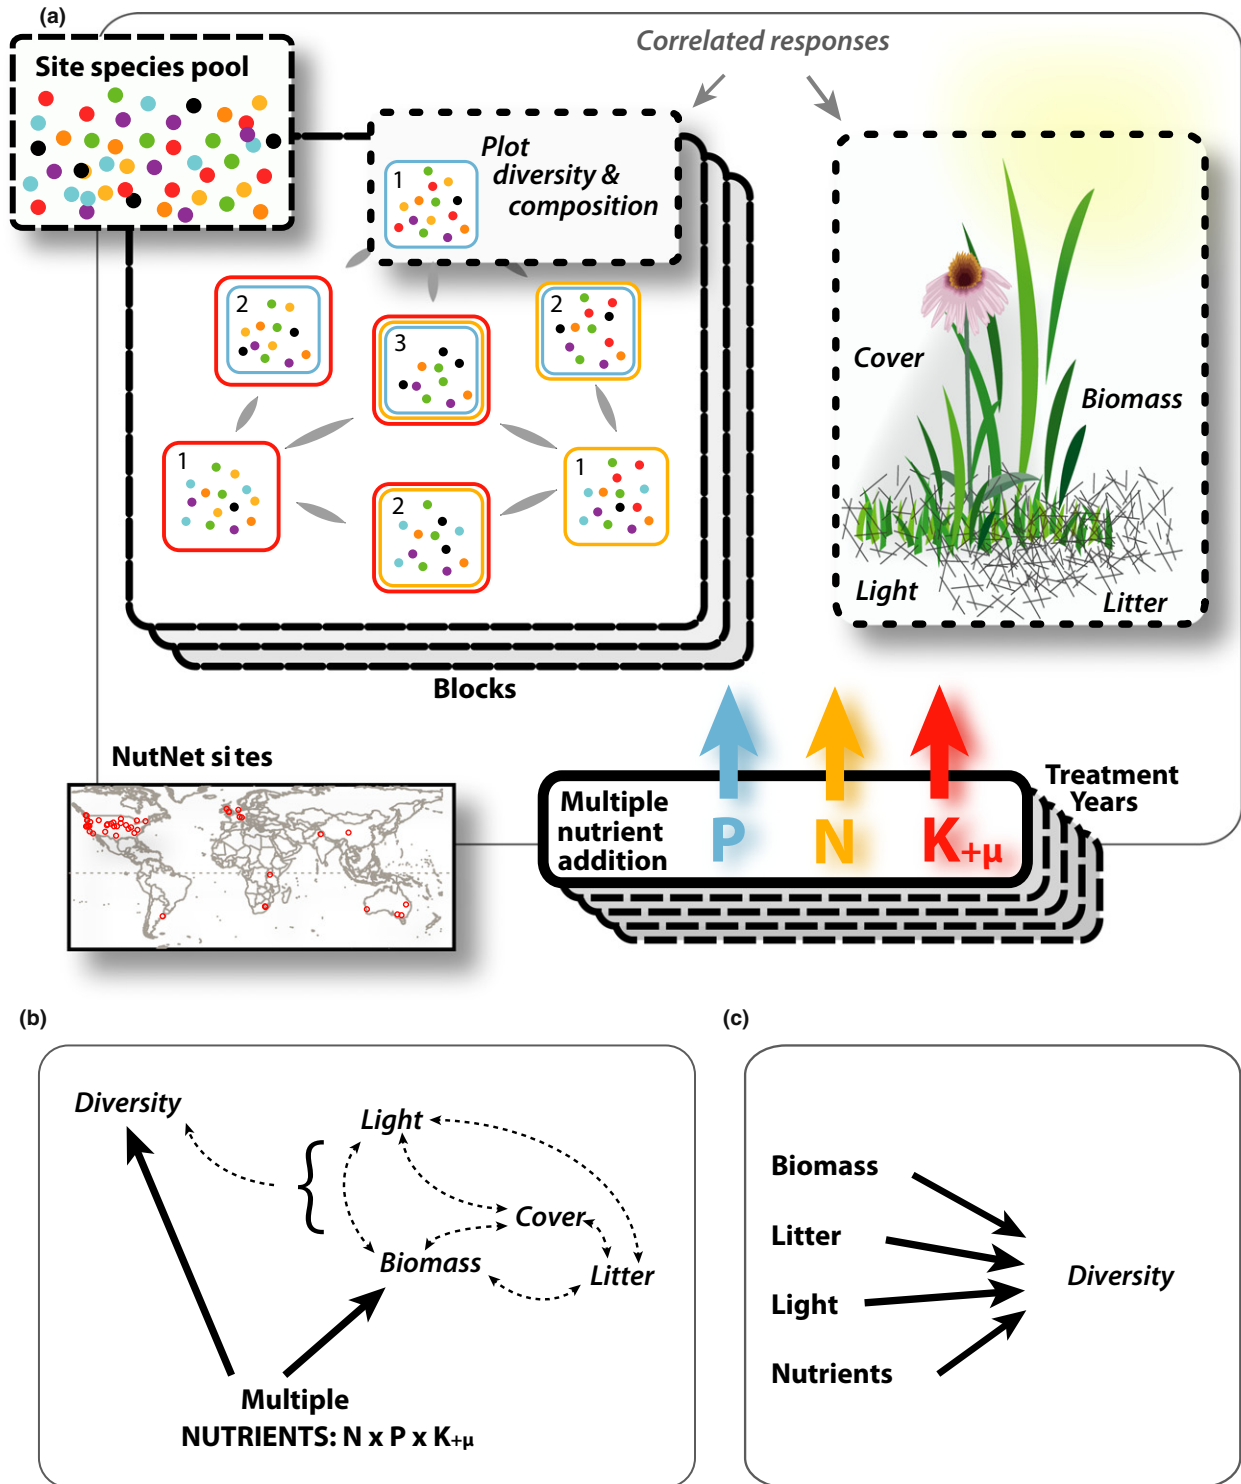 (a)
Correlated responses
Site species pool
Plot
diversity &
composition
1
2
3
2
1
2
1
Cover
Biomass
Light
Litter
Blocks
NutNet sites
Multiple
nutrient
addition
P
N
K+μ
Treatment
Years
(b)
Diversity
Light
{
Cover
Biomass
Litter
Multiple
NUTRIENTS: N x P x K+μ
(c)
Biomass
Litter
Light
Nutrients
Diversity